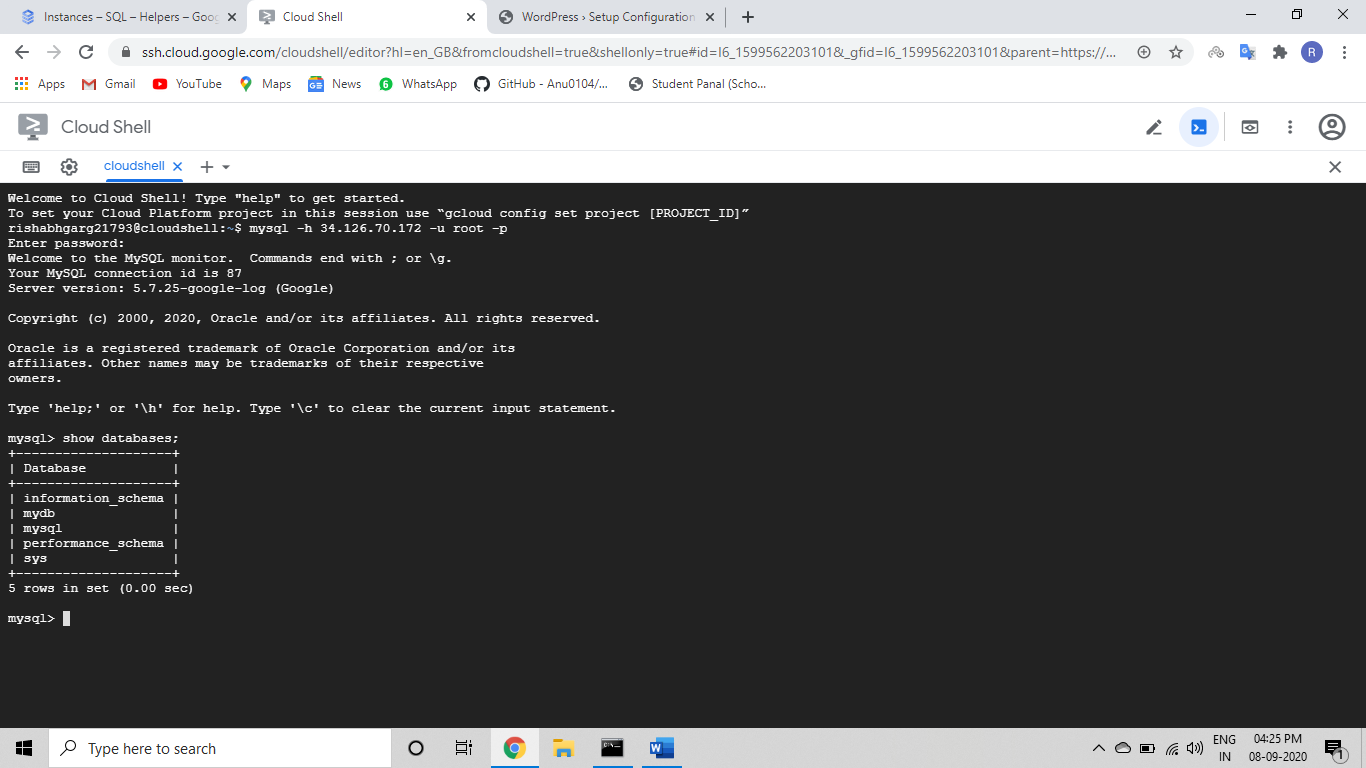 Instances – SQL – Helpers – Goog
Cloud Shell
WordPress › Setup Configuration
ssh.cloud.google.com/cloudshell/editor?hl=en_GB&fromcloudshell=true&shellonly=true#id=I6_1599562203101&_gfid=I6_1599562203101&parent=https://...
R
Apps
Gmail
YouTube
Maps
News
WhatsApp
GitHub - Anu0104/...
Student Panal (Scho...
Cloud Shell
cloudshell
Welcome to Cloud Shell! Type "help" to get started.
To set your Cloud Platform project in this session use “gcloud config set project [PROJECT_ID]”
rishabhgarg21793@cloudshell:~$ mysql -h 34.126.70.172 -u root -p
Enter password:
Welcome to the MySQL monitor.  Commands end with ; or \g.
Your MySQL connection id is 87
Server version: 5.7.25-google-log (Google)
Copyright (c) 2000, 2020, Oracle and/or its affiliates. All rights reserved.
Oracle is a registered trademark of Oracle Corporation and/or its
affiliates. Other names may be trademarks of their respective
owners.
Type 'help;' or '\h' for help. Type '\c' to clear the current input statement.
mysql> show databases;
+--------------------+
| Database           |
+--------------------+
| information_schema |
| mydb               |
| mysql              |
| performance_schema |
| sys                |
+--------------------+
5 rows in set (0.00 sec)
mysql>
Type here to search
ENG
IN
04:25 PM
08-09-2020
1